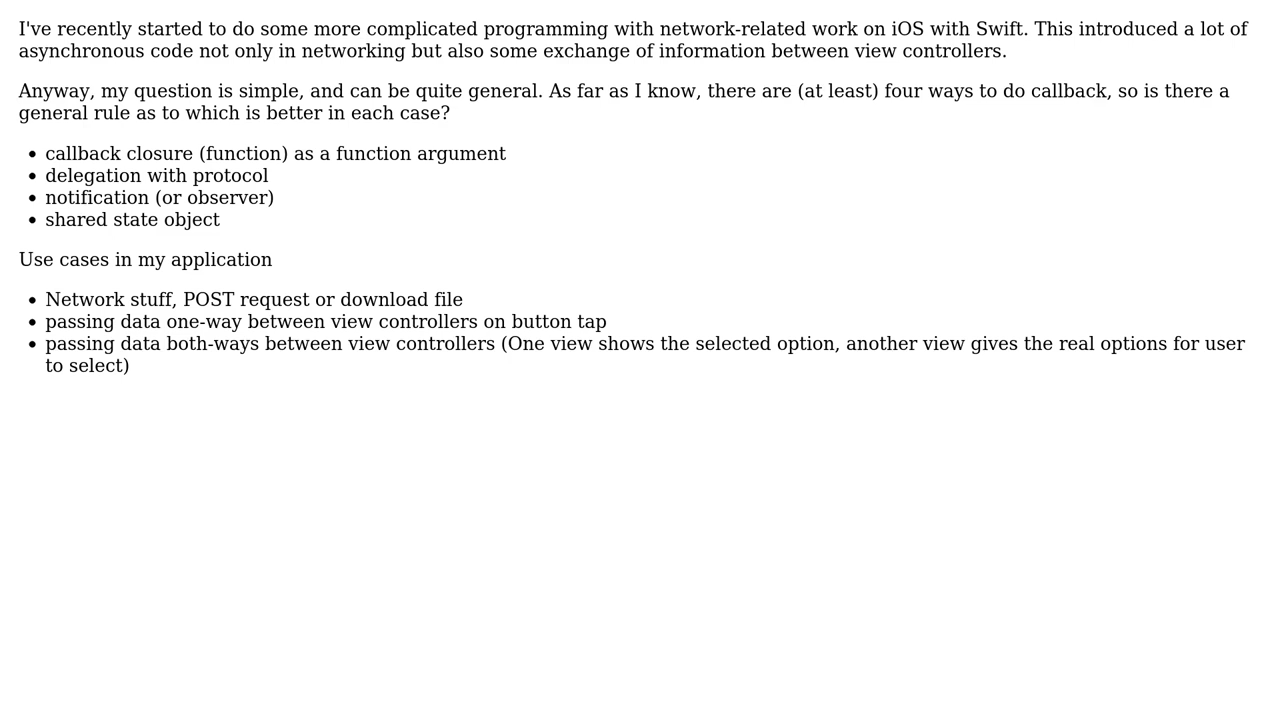 I've recently started to do some more complicated programming with network-related work on iOS with Swift. This introduced a lot of
asynchronous code not only in networking but also some exchange of information between view controllers.
Anyway, my question is simple, and can be quite general. As far as I know, there are (at least) four ways to do callback, so is there a
general rule as to which is better in each case?
• callback closure (function) as a function argument
• delegation with protocol
• notification (or observer)
• shared state object
Use cases in my application
• Network stuff, POST request or download file
• passing data one-way between view controllers on button tap
• passing data both-ways between view controllers (One view shows the selected option, another view gives the real options for user
to select)